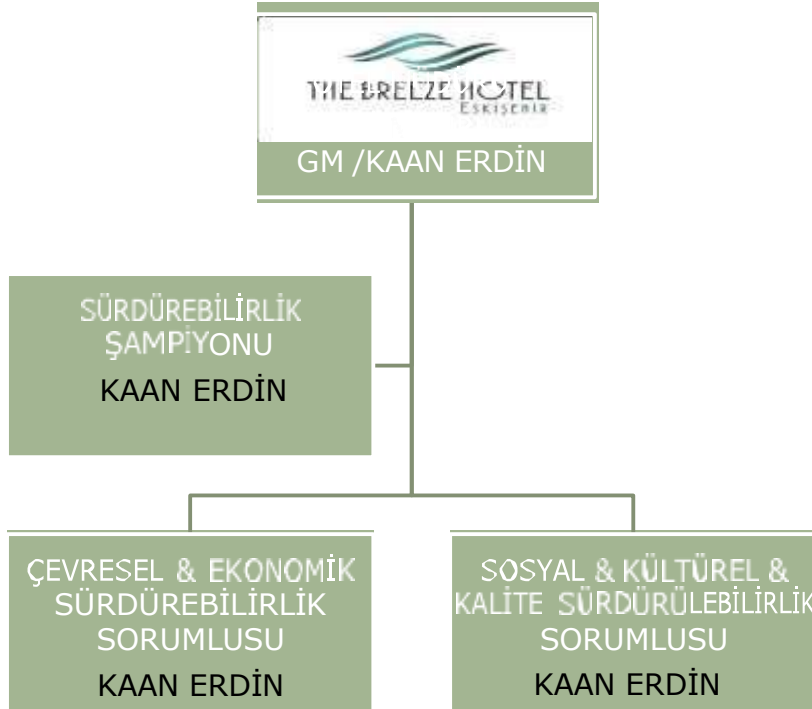 THE BREEZE HOTEL
ESKİŞEHİR
GM /KAAN ERDİN
SÜRDÜREBİLİRLİK
ŞAMPİYONU
KAAN ERDİN
ÇEVRESEL & EKONOMİK
SÜRDÜREBİLİRLİK
SORUMLUSU
KAAN ERDİN
SOSYAL & KÜLTÜREL &
KALİTE SÜRDÜRÜLEBİLİRLİK
SORUMLUSU
KAAN ERDİN